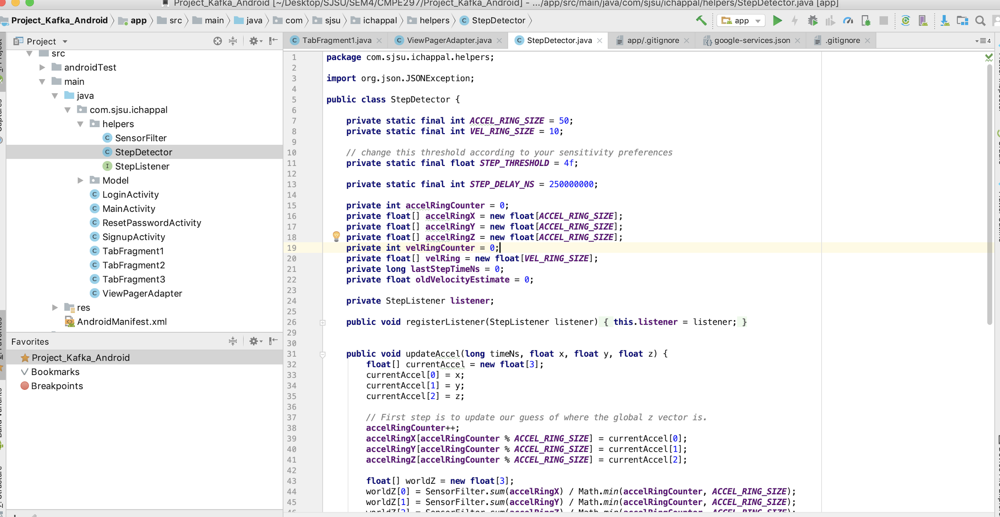 Project_Kafka_Android [~/Desktop/SJSU/SEM4/CMPE297/Project_Kafka_Android] - .../app/src/main/java/com/sjsu/ichappal/helpers/StepDetector.java [app]
Project_Kafka_Android app src main java com sjsu ichappal helpers StepDetector app
Project
TabFragment1.java ViewPagerAdapter.java StepDetector.java app/.gitignore google-services.json .gitignore 4
src
androidTest
main
java
com.sjsu.ichappal
helpers
SensorFilter
StepDetector
StepListener
Model
LoginActivity
MainActivity
ResetPasswordActivity
SignupActivity
TabFragment1
TabFragment2
TabFragment3
ViewPagerAdapter
res
AndroidManifest.xml
Favorites
Project_Kafka_Android
Bookmarks
Breakpoints
1 package com.sjsu.ichappal.helpers;
2
3 import org.json.JSONException;
4
5 public class StepDetector {
6
7 private static final int ACCEL_RING_SIZE = 50;
8 private static final int VEL_RING_SIZE = 10;
9
10 // change this threshold according to your sensitivity preferences
11 private static final float STEP_THRESHOLD = 4f;
12
13 private static final int STEP_DELAY_NS = 250000000;
14
15 private int accelRingCounter = 0;
16 private float[] accelRingX = new float[ACCEL_RING_SIZE];
17 private float[] accelRingY = new float[ACCEL_RING_SIZE];
18 private float[] accelRingZ = new float[ACCEL_RING_SIZE];
19 private int velRingCounter = 0;
20 private float[] velRing = new float[VEL_RING_SIZE];
21 private long lastStepTimeNs = 0;
22 private float oldVelocityEstimate = 0;
23
24 private StepListener listener;
25
26 public void registerListener(StepListener listener) { this.listener = listener; }
29
30
31 public void updateAccel(long timeNs, float x, float y, float z) {
32 float[] currentAccel = new float[3];
33 currentAccel[0] = x;
34 currentAccel[1] = y;
35 currentAccel[2] = z;
36
37 // First step is to update our guess of where the global z vector is.
38 accelRingCounter++;
39 accelRingX[accelRingCounter % ACCEL_RING_SIZE] = currentAccel[0];
40 accelRingY[accelRingCounter % ACCEL_RING_SIZE] = currentAccel[1];
41 accelRingZ[accelRingCounter % ACCEL_RING_SIZE] = currentAccel[2];
42
43 float[] worldZ = new float[3];
44 worldZ[0] = SensorFilter.sum(accelRingX) / Math.min(accelRingCounter, ACCEL_RING_SIZE);
45 worldZ[1] = SensorFilter.sum(accelRingY) / Math.min(accelRingCounter, ACCEL_RING_SIZE);
46 worldZ[2] = SensorFilter.sum(accelRingZ) / Math.min(accelRingCounter, ACCEL_RING_SIZE);